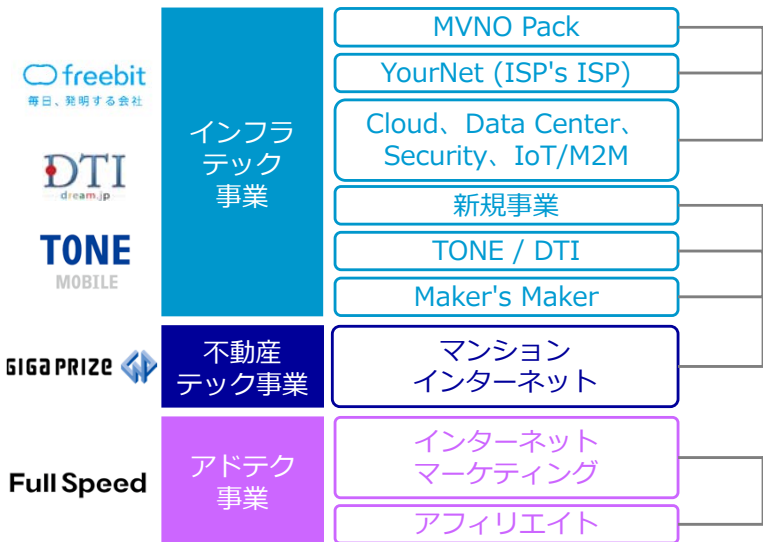 freebit
毎日、発明する会社
DTI
dream.jp
TONE
MOBILE
GIGA PRIZE
Full Speed
インフラ
テック
事業
不動産
テック事業
アドテク
事業
MVNO Pack
YourNet (ISP's ISP)
Cloud、Data Center、
Security、IoT/M2M
新規事業
TONE / DTI
Maker's Maker
マンション
インターネット
インターネット
マーケティング
アフィリエイト